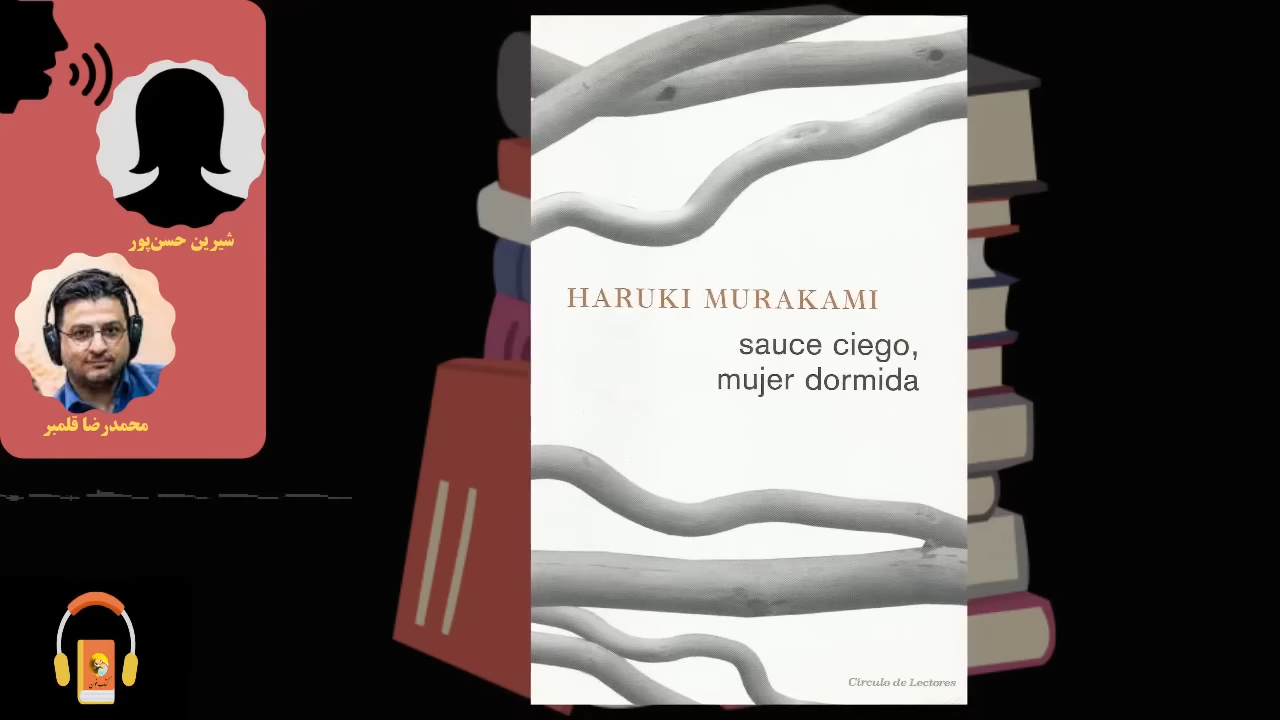 شیرین حسن‌پور
محمدرضا قلمبر
HARUKI MURAKAMI
sauce ciego,
mujer dormida
Círculo de Lectores